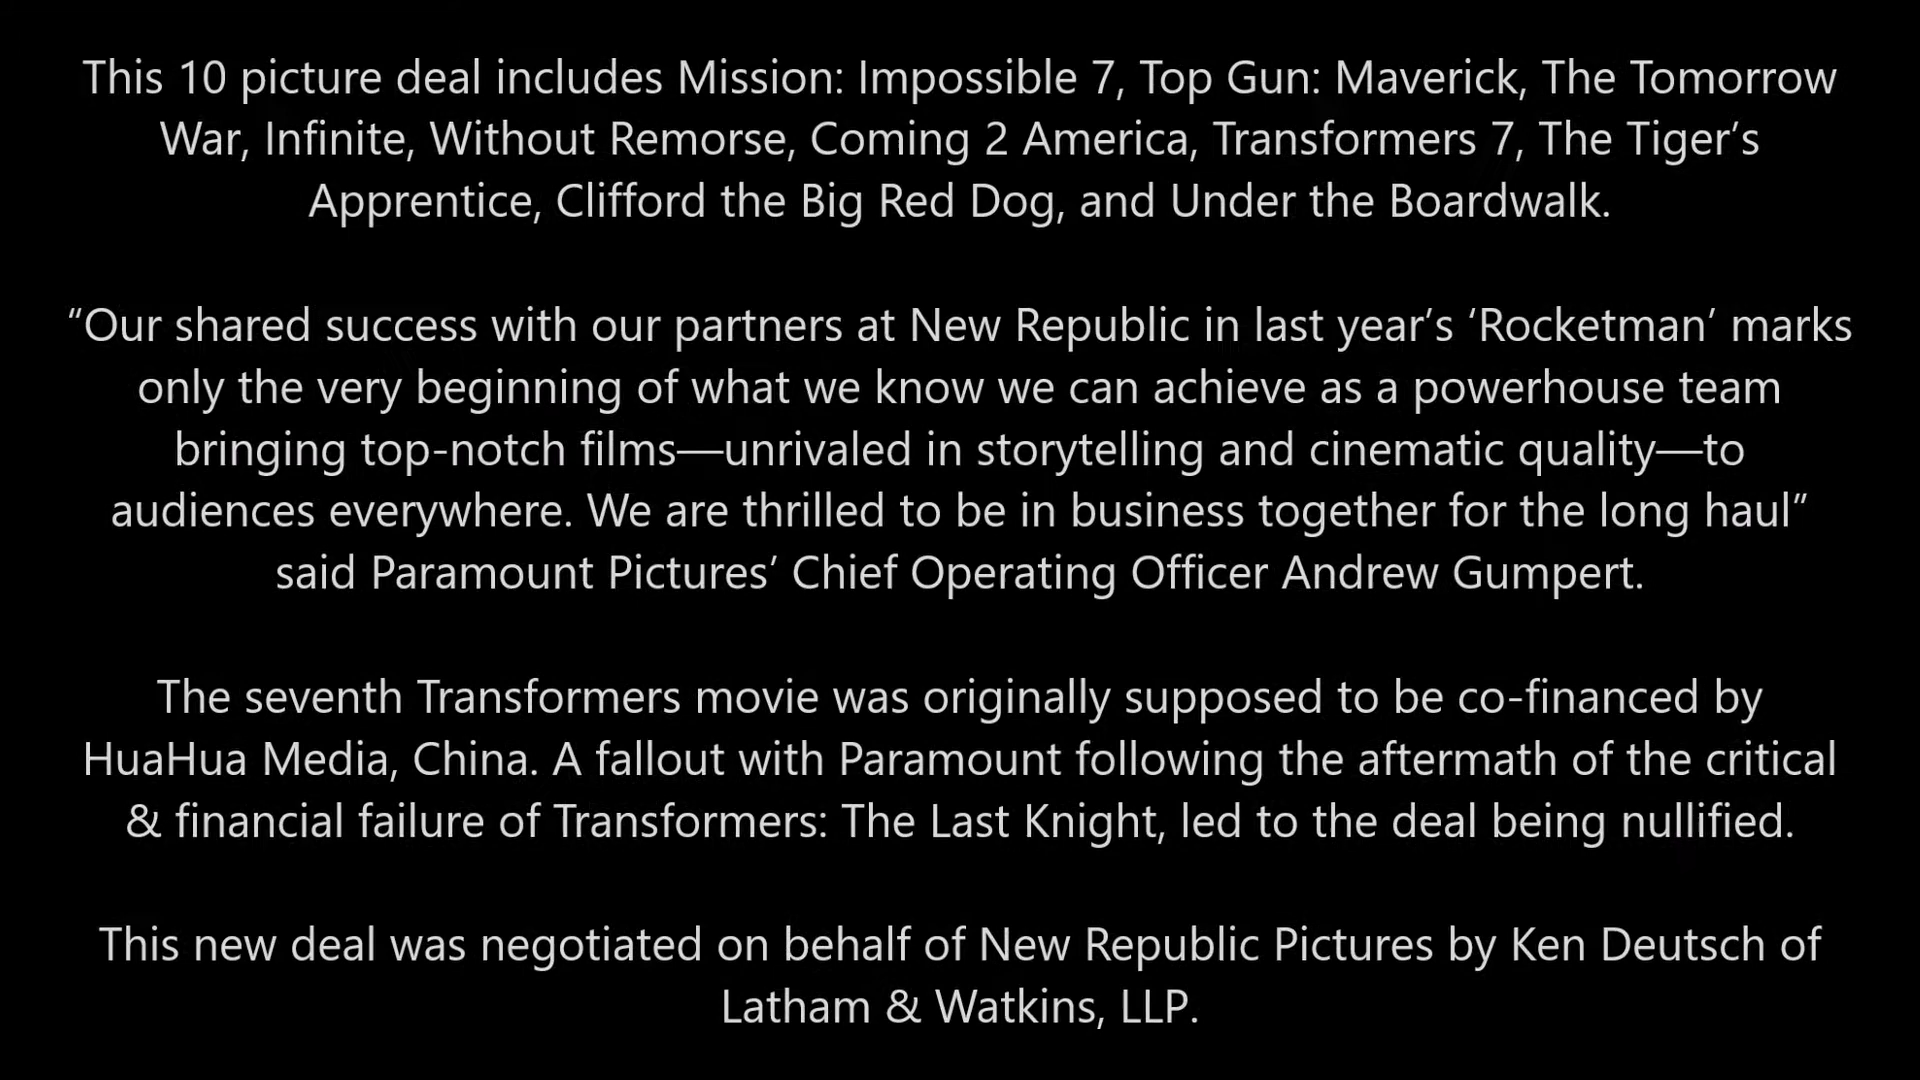 This 10 picture deal includes Mission: Impossible 7, Top Gun: Maverick, The Tomorrow
War, Infinite, Without Remorse, Coming 2 America, Transformers 7, The Tiger’s
Apprentice, Clifford the Big Red Dog, and Under the Boardwalk.
“Our shared success with our partners at New Republic in last year’s ‘Rocketman’ marks
only the very beginning of what we know we can achieve as a powerhouse team
bringing top-notch films—unrivaled in storytelling and cinematic quality—to
audiences everywhere. We are thrilled to be in business together for the long haul”
said Paramount Pictures’ Chief Operating Officer Andrew Gumpert.
The seventh Transformers movie was originally supposed to be co-financed by
HuaHua Media, China. A fallout with Paramount following the aftermath of the critical
& financial failure of Transformers: The Last Knight, led to the deal being nullified.
This new deal was negotiated on behalf of New Republic Pictures by Ken Deutsch of
Latham & Watkins, LLP.